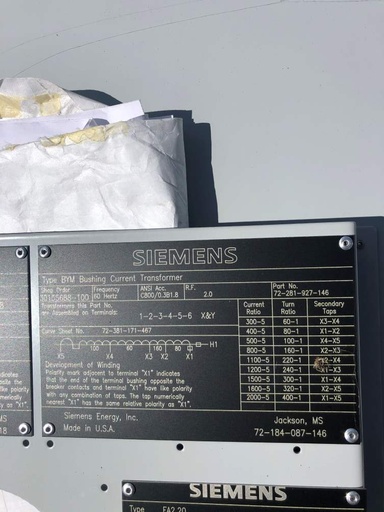 SIEMENS
Type BYM Bushing Current Transformer
Shop Order
Frequency
60 Hertz
ANSI Acc.
C800/0.3B1.8
R.F.
2.0
Part No.
72-281-927-146
Transformers this Part No.
are Assembled on Terminals:
1-2-3-4-5-6 X&Y
Curve Sheet No. 72-381-171-467
100 60 160 80 H1
X5 X4 X3 X2 X1
Development of Winding
Polarity mark adjacent to terminal "X1" indicates
that the end of the terminal bushing opposite the
breaker contacts and terminal "X1" have like polarity
with any combination of taps. The tap numerically
nearest "X1" has the same relative polarity as "X1".
Siemens Energy, Inc.
Made in U.S.A.
Current Ratio Turn Ratio Secondary Taps
300-5 60-1 X3-X4
400-5 80-1 X1-X2
500-5 100-1 X4-X5
800-5 160-1 X2-X3
1100-5 220-1 X2-X4
1200-5 240-1 X1-X3
1500-5 300-1 X1-X4
1600-5 320-1 X2-X5
2000-5 400-1 X1-X5
Jackson, MS
72-184-087-146
SIEMENS
Type FA2.20